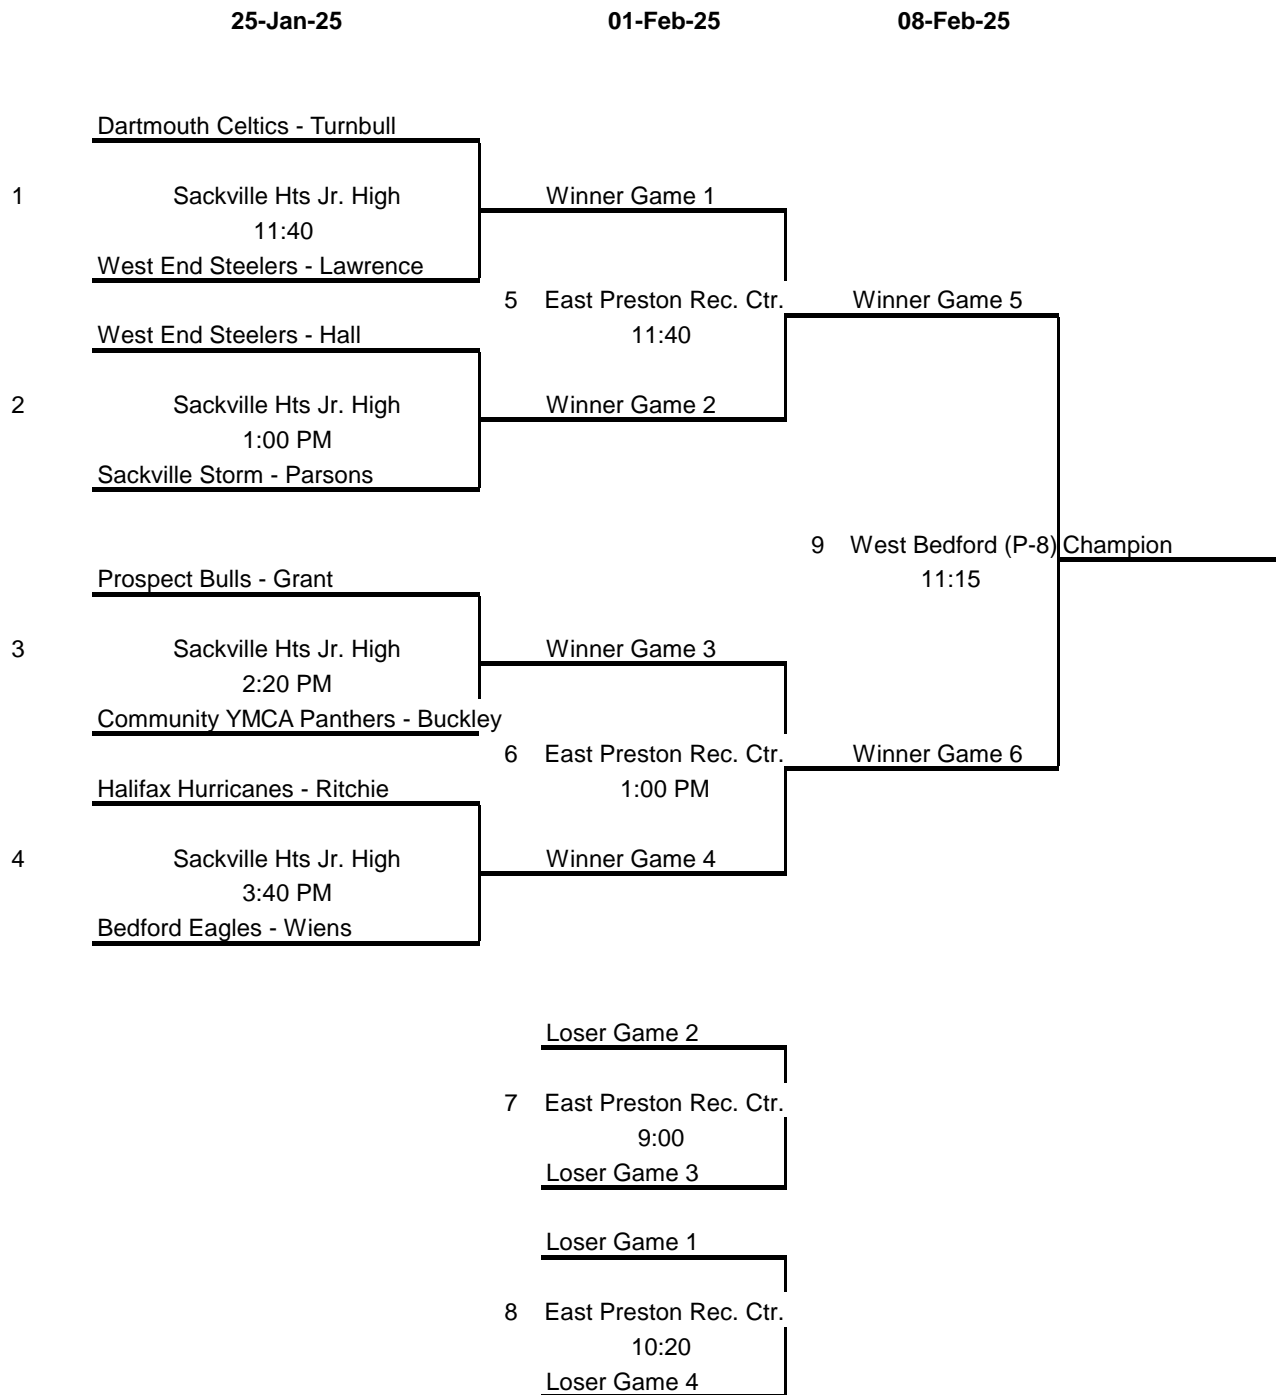 25-Jan-25 01-Feb-25 08-Feb-25
Dartmouth Celtics - Turnbull
1 Sackville Hts Jr. High Winner Game 1
11:40
West End Steelers - Lawrence
5 East Preston Rec. Ctr. Winner Game 5
West End Steelers - Hall 11:40
2 Sackville Hts Jr. High Winner Game 2
1:00 PM
Sackville Storm - Parsons
9 West Bedford (P-8) Champion
Prospect Bulls - Grant 11:15
3 Sackville Hts Jr. High Winner Game 3
2:20 PM
Community YMCA Panthers - Buckley
6 East Preston Rec. Ctr. Winner Game 6
Halifax Hurricanes - Ritchie 1:00 PM
4 Sackville Hts Jr. High Winner Game 4
3:40 PM
Bedford Eagles - Wiens
Loser Game 2
7 East Preston Rec. Ctr.
9:00
Loser Game 3
Loser Game 1
8 East Preston Rec. Ctr.
10:20
Loser Game 4